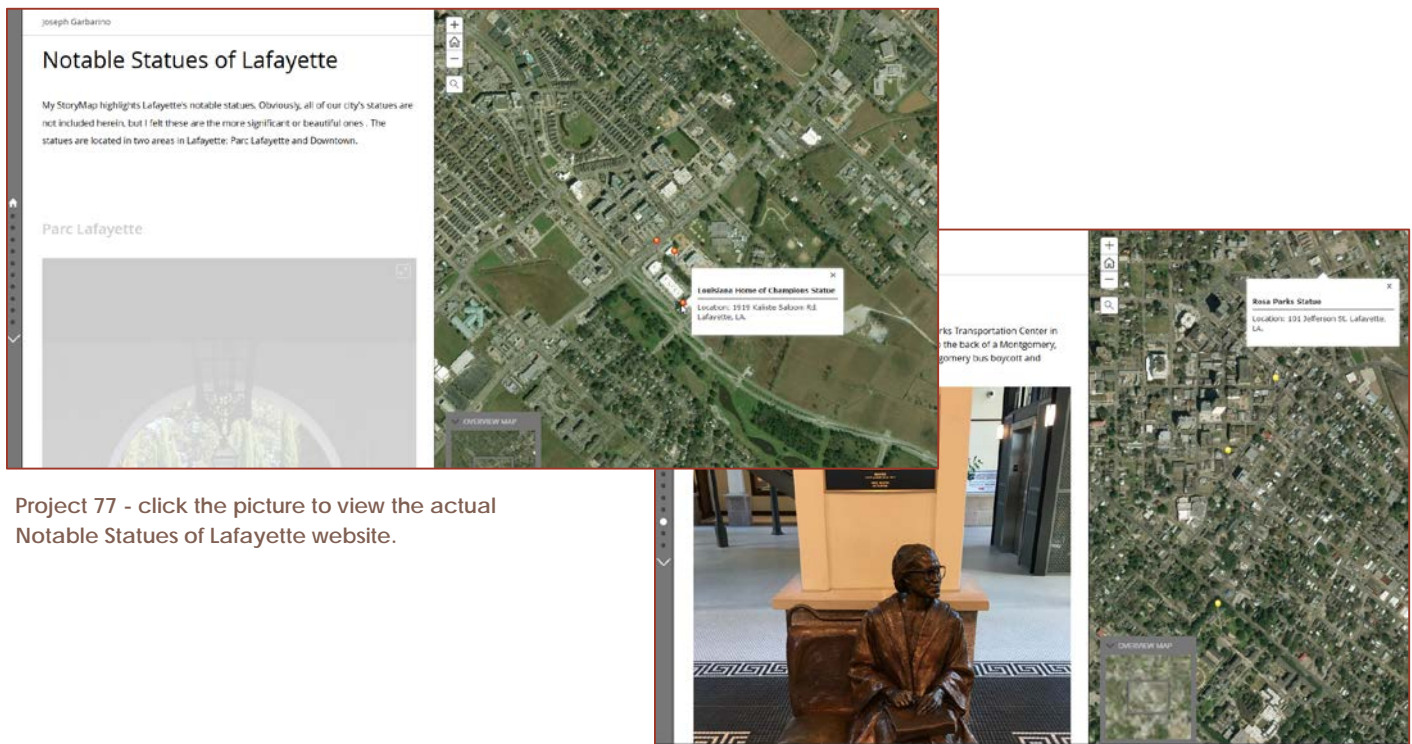 Joseph Garbarino
Notable Statues of Lafayette
My StoryMap highlights Lafayette's notable statues. Obviously, all of our city's statues are
not included herein, but I felt these are the more significant or beautiful ones . The
statues are located in two areas in Lafayette: Parc Lafayette and Downtown.
Parc Lafayette
Louisiana Home of Champions Statue
Location: 1919 Kaliste Saloom Rd.
Lafayette, LA.
OVERVIEW MAP
Project 77 - click the picture to view the actual
Notable Statues of Lafayette website.
rks Transportation Center in
the back of a Montgomery,
gomery bus boycott and
Rosa Parks Statue
Location: 101 Jefferson St. Lafayette,
LA.
OVERVIEW MAP